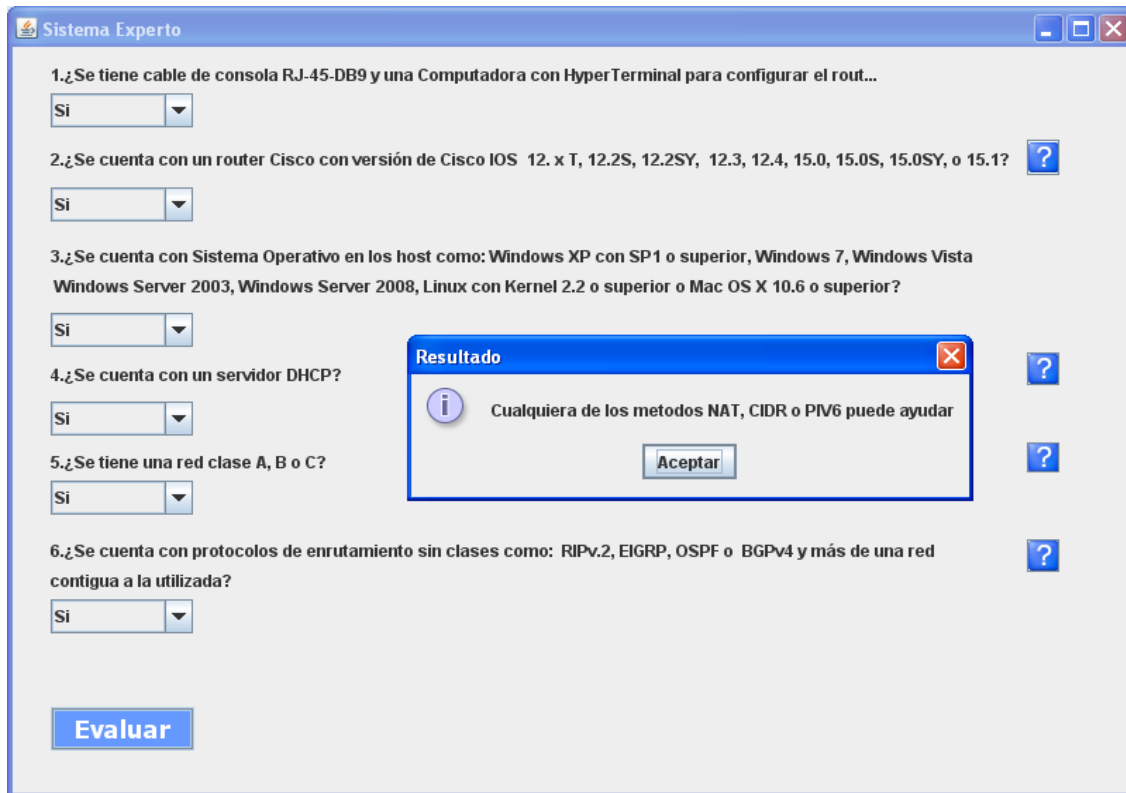 Sistema Experto
1.¿Se tiene cable de consola RJ-45-DB9 y una Computadora con HyperTerminal para configurar el rout...
Si
2.¿Se cuenta con un router Cisco con versión de Cisco IOS 12. x T, 12.2S, 12.2SY, 12.3, 12.4, 15.0, 15.0S, 15.0SY, o 15.1?
?
Si
3.¿Se cuenta con Sistema Operativo en los host como: Windows XP con SP1 o superior, Windows 7, Windows Vista
Windows Server 2003, Windows Server 2008, Linux con Kernel 2.2 o superior o Mac OS X 10.6 o superior?
Si
4.¿Se cuenta con un servidor DHCP?
?
Si
5.¿Se tiene una red clase A, B o C?
?
Si
6.¿Se cuenta con protocolos de enrutamiento sin clases como: RIPv.2, EIGRP, OSPF o BGPv4 y más de una red
contigua a la utilizada?
?
Si
Evaluar
Resultado
i
Cualquiera de los metodos NAT, CIDR o PIV6 puede ayudar
Aceptar